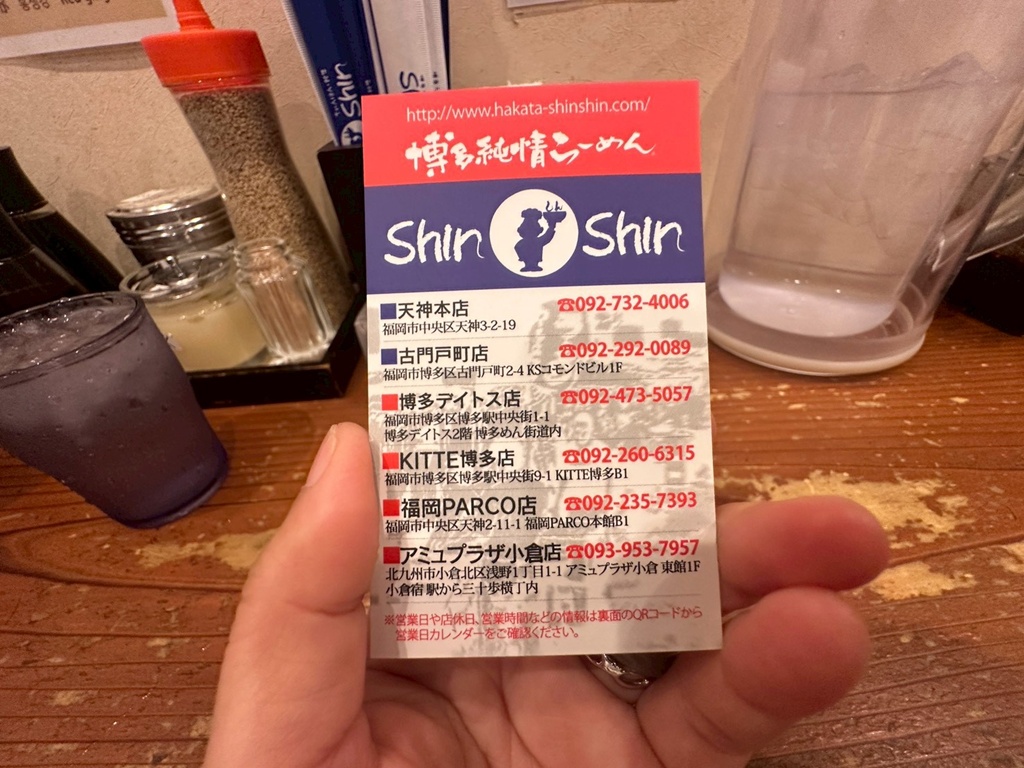 http://www.hakata-shinshin.com/
博多純情らーめん
Shin しん Shin
■天神本店 ☎092-732-4006
福岡市中央区天神3-2-19
■古門戸町店 ☎092-292-0089
福岡市博多区古門戸町2-4 KSコモンドビル1F
■博多デイトス店 ☎092-473-5057
福岡市博多区博多駅中央街1-1
博多デイトス2階 博多めん街道内
■KITTE博多店 ☎092-260-6315
福岡市博多区博多駅中央街9-1 KITTE博多B1
■福岡PARCO店 ☎092-235-7393
福岡市中央区天神2-11-1 福岡PARCO本館B1
■アミュプラザ小倉店 ☎093-953-7957
北九州市小倉北区浅野1丁目1-1 アミュプラザ小倉 東館1F
小倉宿 駅から三十歩横丁内
※営業日や店休日、営業時間などの情報は裏面のQRコードから
営業日カレンダーをご確認ください。
Shin